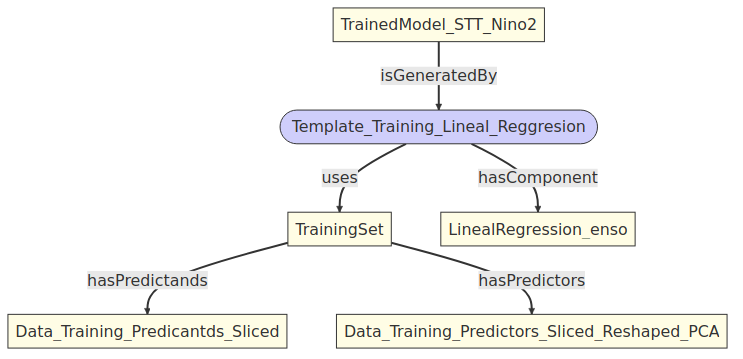 TrainedModel_STT_Nino2
isGeneratedBy
Template_Training_Lineal_Reggresion
uses
hasComponent
TrainingSet
LinealRegression_enso
hasPredictands
hasPredictors
Data_Training_Predicantds_Sliced
Data_Training_Predictors_Sliced_Reshaped_PCA